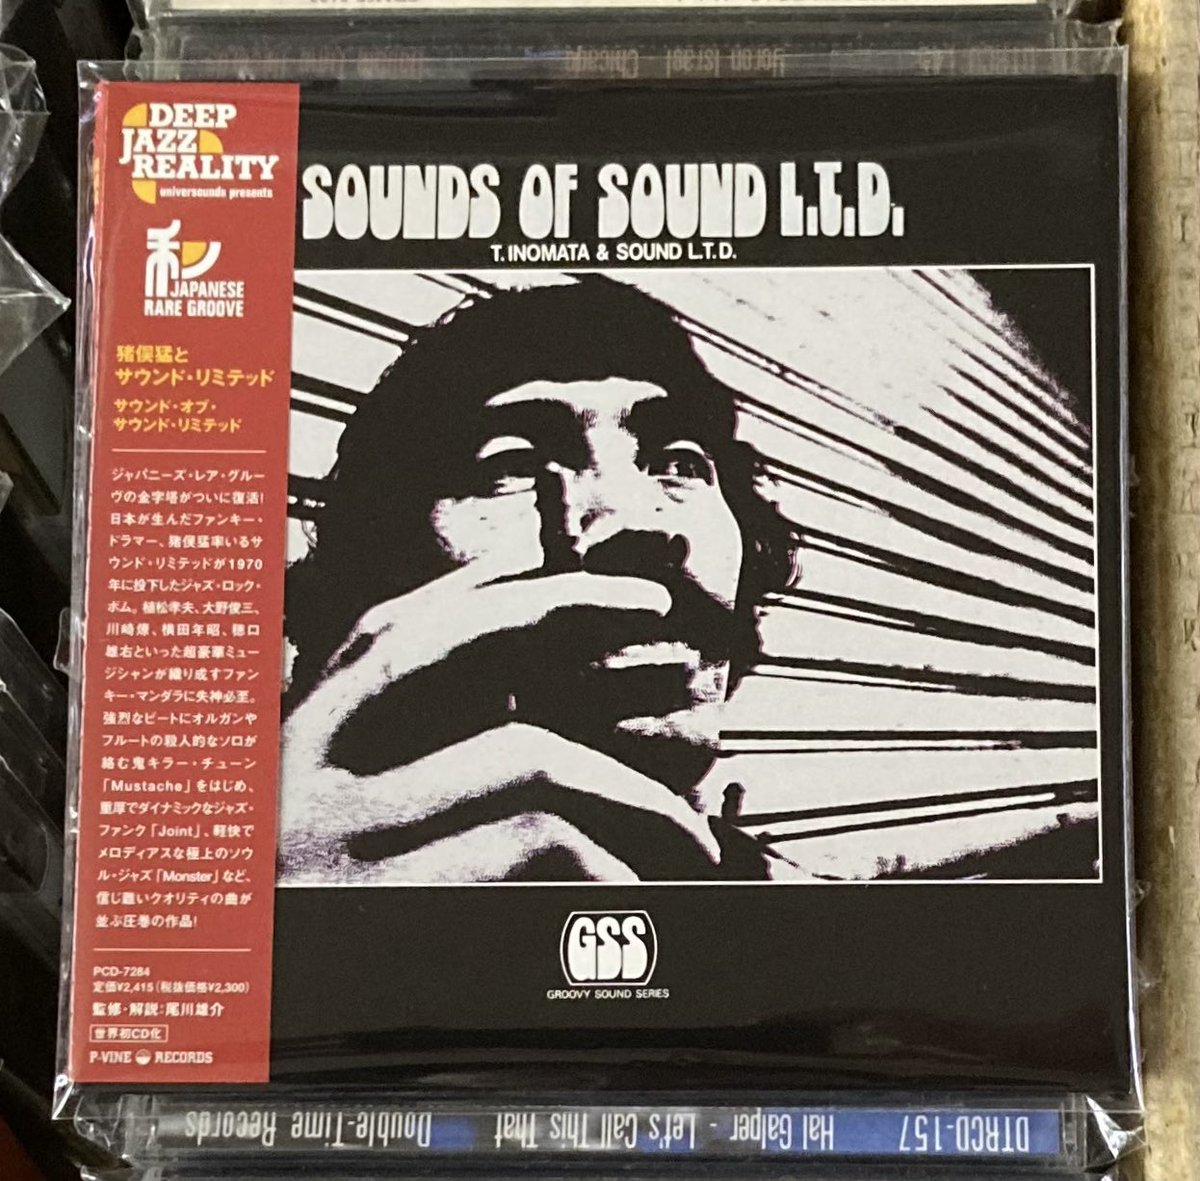 DEEP
JAZZ
REALITY
universounds presents
和
JAPANESE
RARE GROOVE
猪俣猛と
サウンド・リミテッド
サウンド・オブ・
サウンド・リミテッド
ジャパニーズ・レア・グルー
ヴの金字塔がついに復活!
日本が生んだファンキー・
ドラマー、猪俣猛率いるサ
ウンド・リミテッドが1970
年に投下したジャズ・ロック・
ボム。植松孝夫、大野俊三、
川崎燎、横田年昭、穂口
雄右といった超豪華ミュー
ジシャンが織り成すファン
キー・マンダラに失神必至。
強烈なビートにオルガンや
フルートの殺人的なソロが
絡む鬼キラー・チューン
「Mustache」をはじめ、
重厚でダイナミックなジャズ・
ファンク「Joint」、軽快で
メロディアスな極上のソウ
ル・ジャズ「Monster」など、
信じ難いクオリティの曲が
並ぶ圧巻の作品!
PCD-7284
定価¥2,415(税抜価格¥2,300)
監修・解説:尾川雄介
世界初CD化
P-VINE RECORDS
SOUNDS OF SOUND L.T.D.
T. INOMATA & SOUND L.T.D.
GSS
GROOVY SOUND SERIES
DTRCD-157 Hal Galper - Let's Call This That Double-Time Records